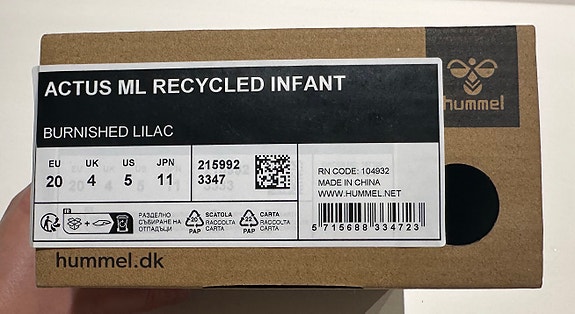 hummel
ACTUS ML RECYCLED INFANT
BURNISHED LILAC
EU UK US JPN
20 4 5 11
215992
3347
RN CODE: 104932
MADE IN CHINA
WWW.HUMMEL.NET
5 715688 334723
FR
РАЗДЕЛНО
СЪБИРАНЕ НА
ОТПАДЪЦИ
20
PAP
SCATOLA
RACCOLTA
CARTA
22
PAP
CARTA
RACCOLTA
CARTA
hummel.dk